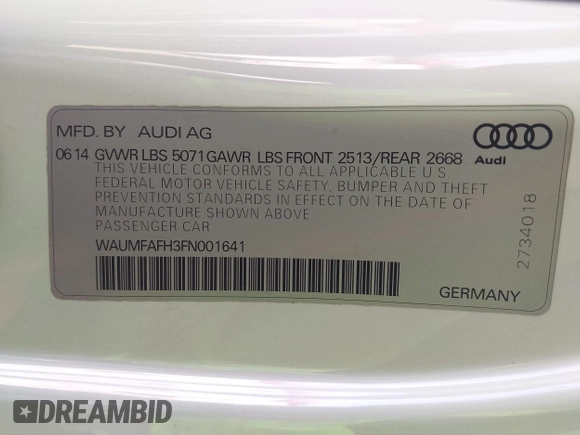 MFD. BY AUDI AG
06 14 GVWR LBS 5071 GAWR LBS FRONT 2513/REAR 2668
THIS VEHICLE CONFORMS TO ALL APPLICABLE U S
FEDERAL MOTOR VEHICLE SAFETY, BUMPER AND THEFT
PREVENTION STANDARDS IN EFFECT ON THE DATE OF
MANUFACTURE SHOWN ABOVE
PASSENGER CAR
WAUMFAFH3FN001641
Audi
2734018
GERMANY
DREAMBID